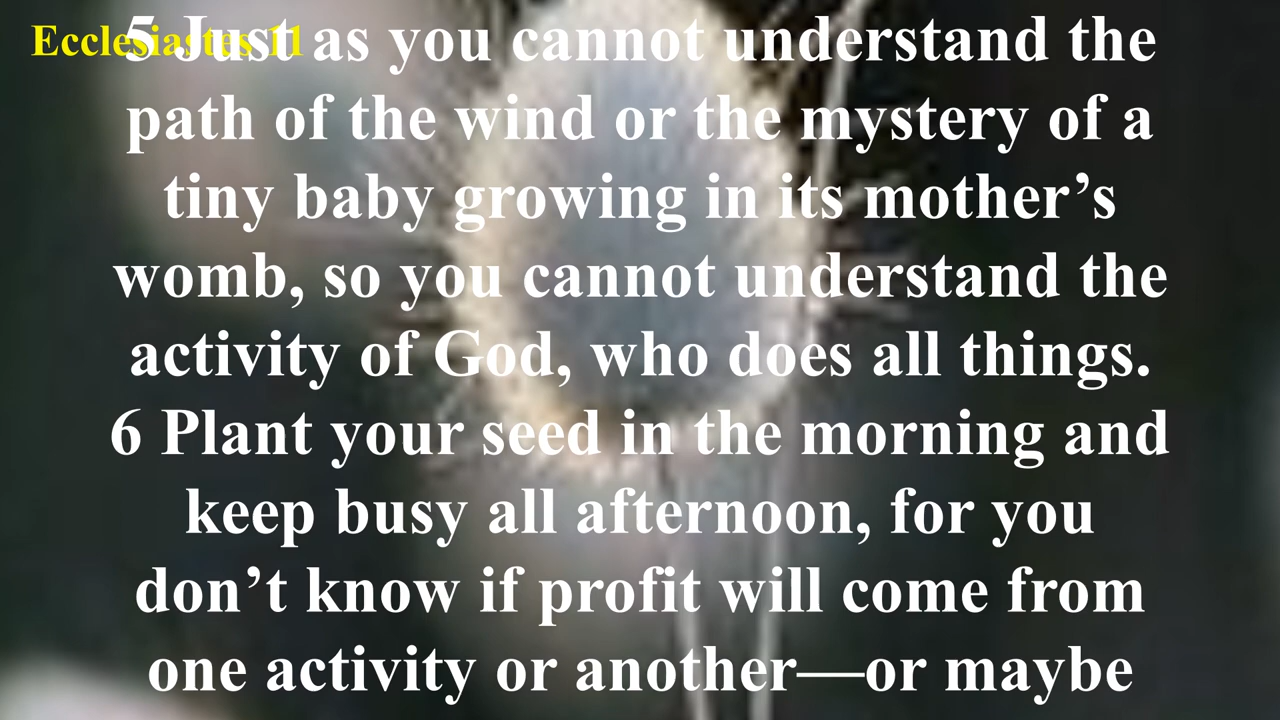 Ecclesiastes 11
5 Just as you cannot understand the
path of the wind or the mystery of a
tiny baby growing in its mother’s
womb, so you cannot understand the
activity of God, who does all things.
6 Plant your seed in the morning and
keep busy all afternoon, for you
don’t know if profit will come from
one activity or another—or maybe